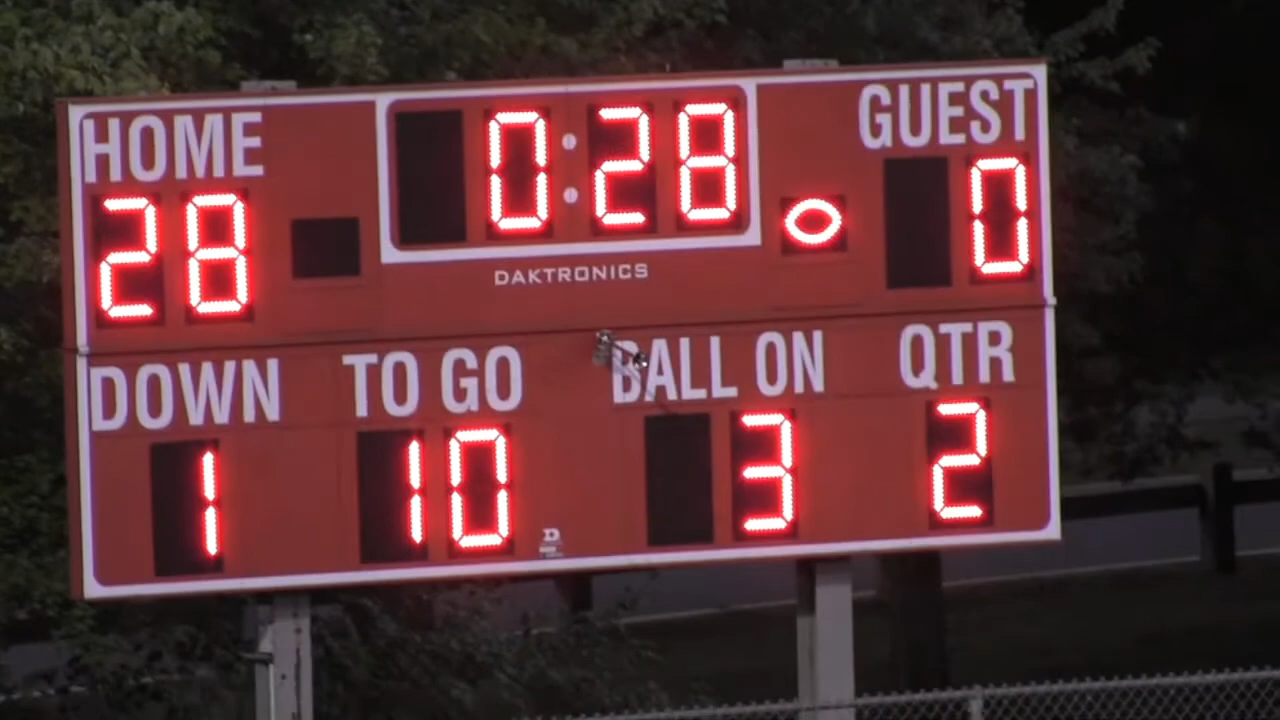 HOME 0:28 GUEST
28 0
DAKTRONICS
DOWN TO GO BALL ON QTR
1 10 3 2